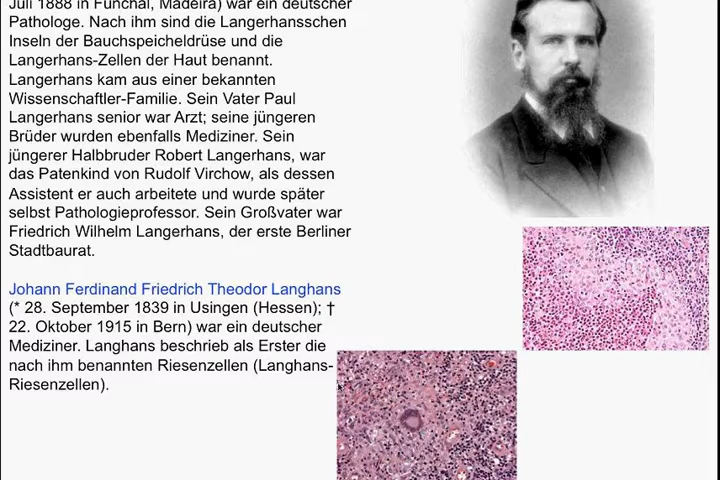 Juli 1888 in Funchal, Madeira) war ein deutscher
Pathologe. Nach ihm sind die Langerhansschen
Inseln der Bauchspeicheldrüse und die
Langerhans-Zellen der Haut benannt.
Langerhans kam aus einer bekannten
Wissenschaftler-Familie. Sein Vater Paul
Langerhans senior war Arzt; seine jüngeren
Brüder wurden ebenfalls Mediziner. Sein
jüngerer Halbbruder Robert Langerhans, war
das Patenkind von Rudolf Virchow, als dessen
Assistent er auch arbeitete und wurde später
selbst Pathologieprofessor. Sein Großvater war
Friedrich Wilhelm Langerhans, der erste Berliner
Stadtbaurat.
Johann Ferdinand Friedrich Theodor Langhans
(* 28. September 1839 in Usingen (Hessen); †
22. Oktober 1915 in Bern) war ein deutscher
Mediziner. Langhans beschrieb als Erster die
nach ihm benannten Riesenzellen (Langhans-
Riesenzellen).